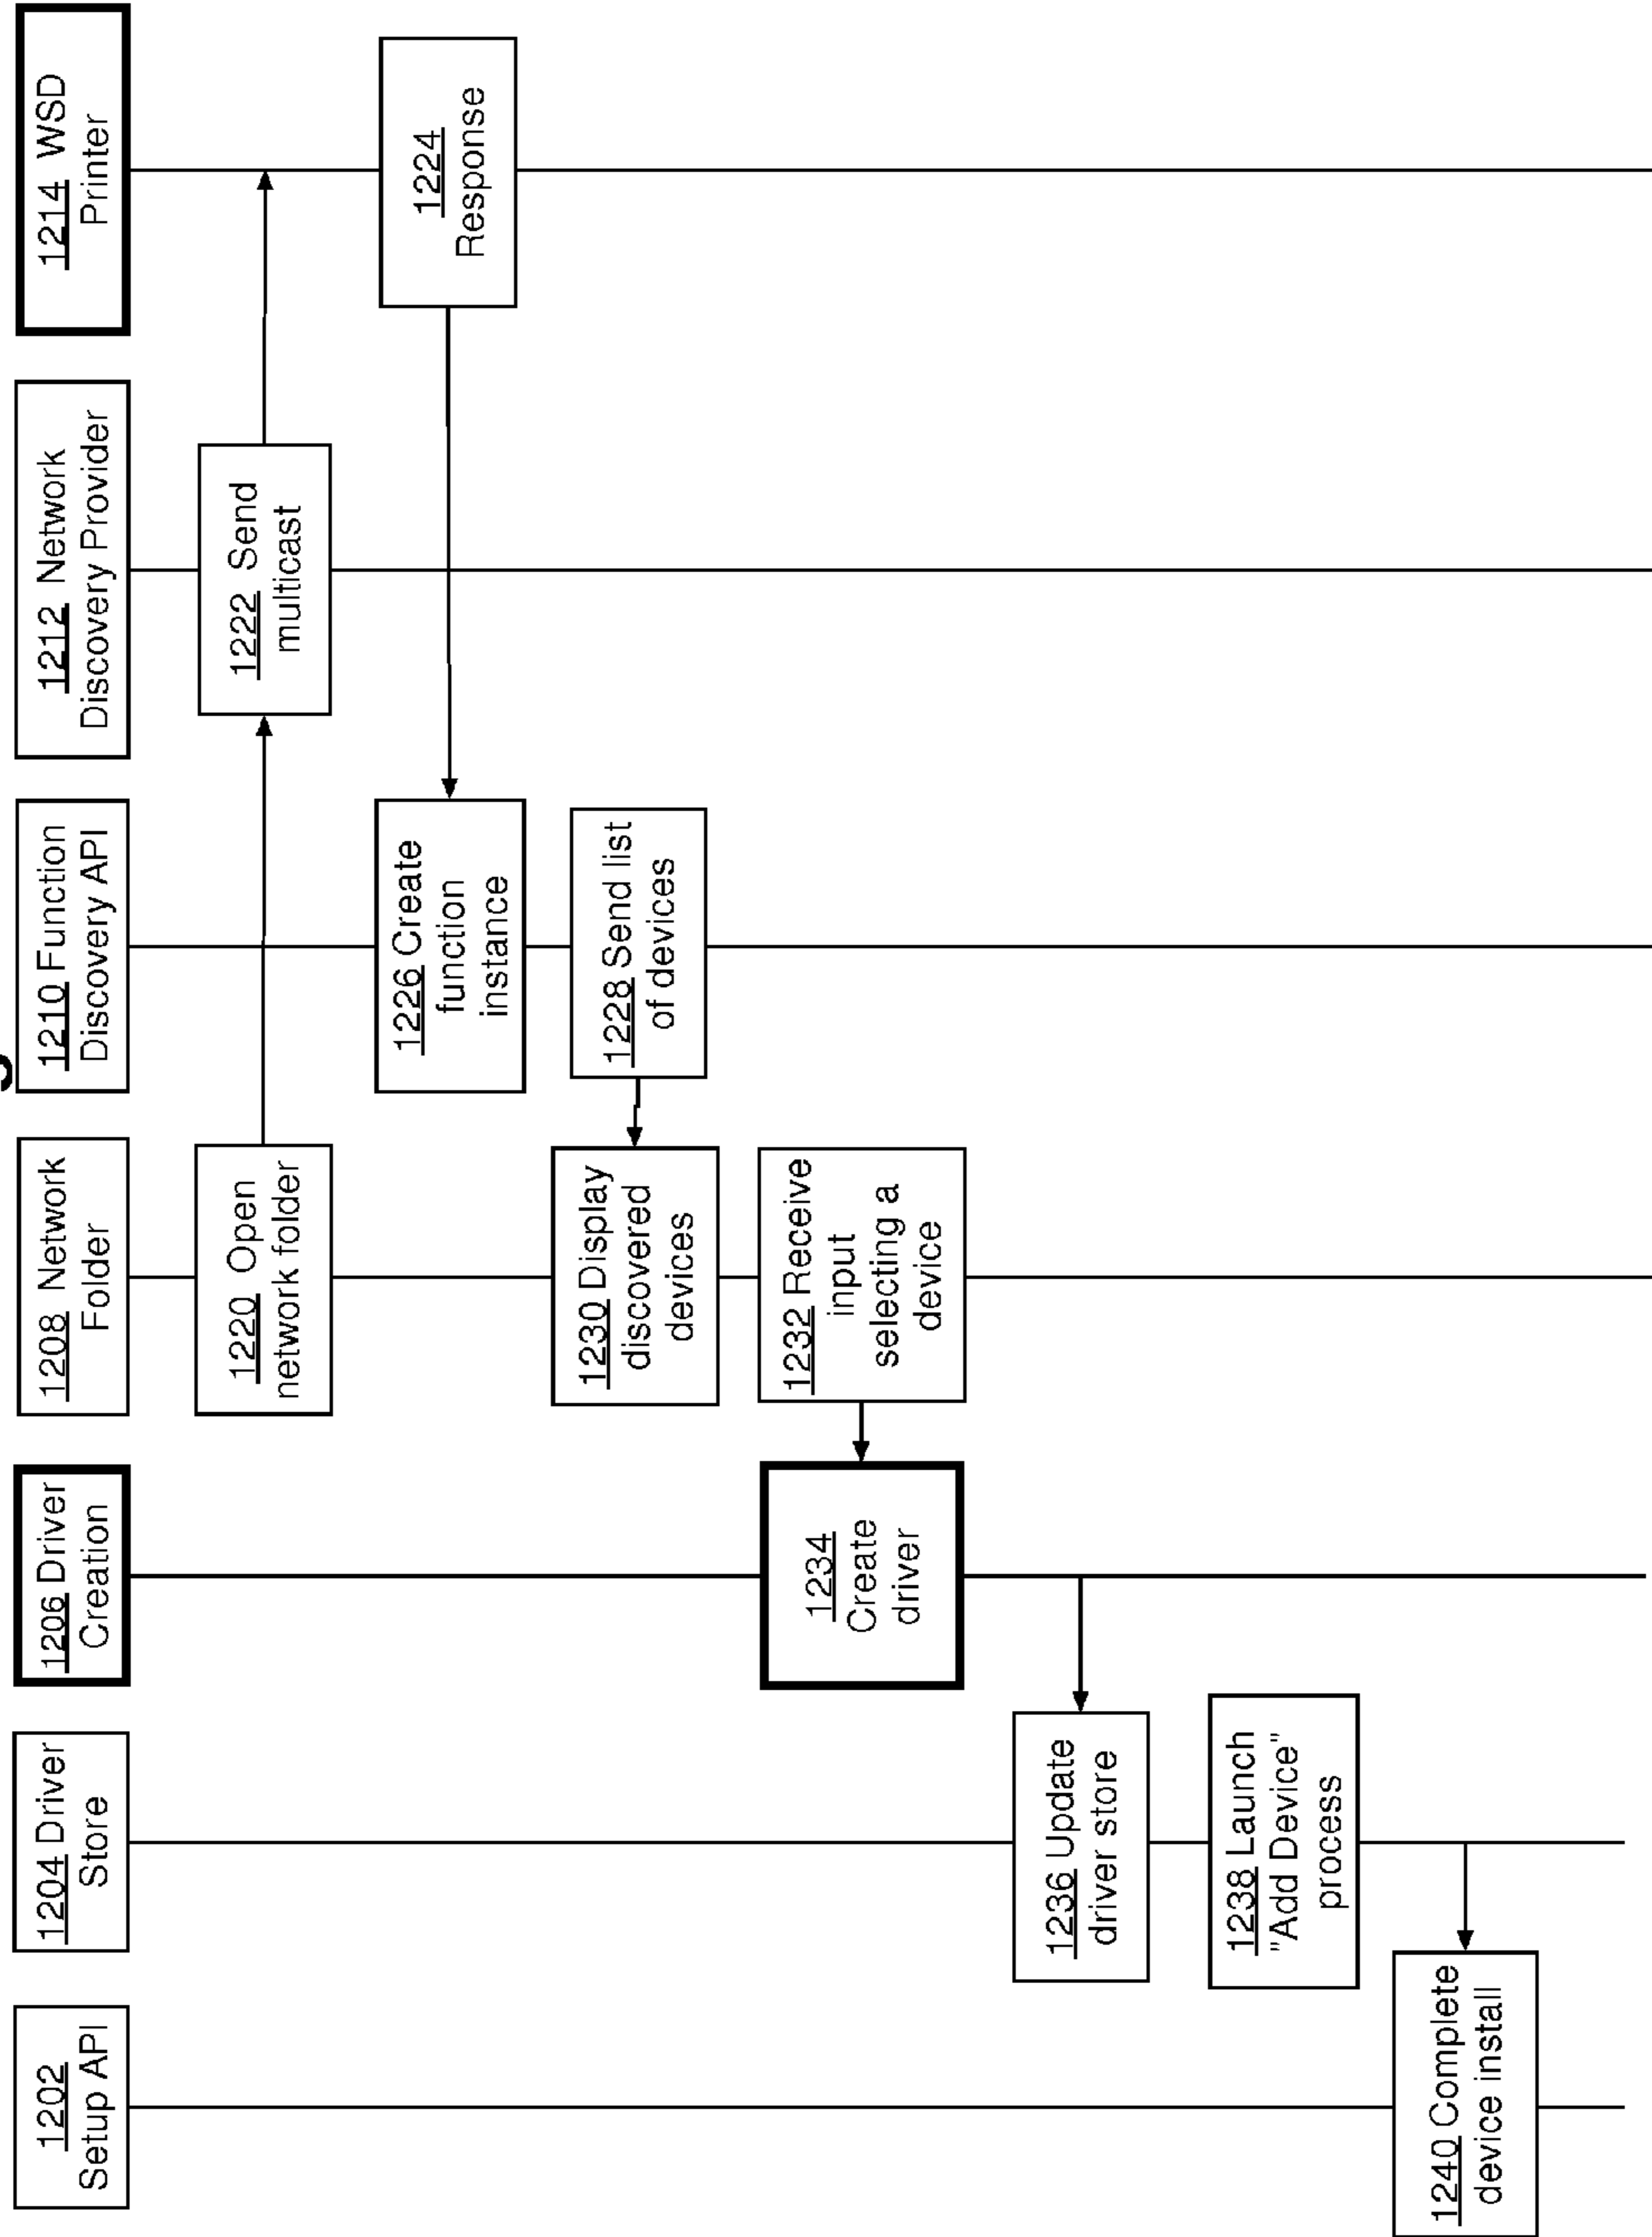 1202
Setup API
1204 Driver
Store
1206 Driver
Creation
1208 Network
Folder
1210 Function
Discovery API
1212 Network
Discovery Provider
1214 WSD
Printer
1220 Open
network folder
1222 Send
multicast
1224
Response
1226 Create
function
instance
1228 Send list
of devices
1230 Display
discovered
devices
1232 Receive
input
selecting a
device
1234
Create
driver
1236 Update
driver store
1238 Launch
"Add Device"
process
1240 Complete
device install